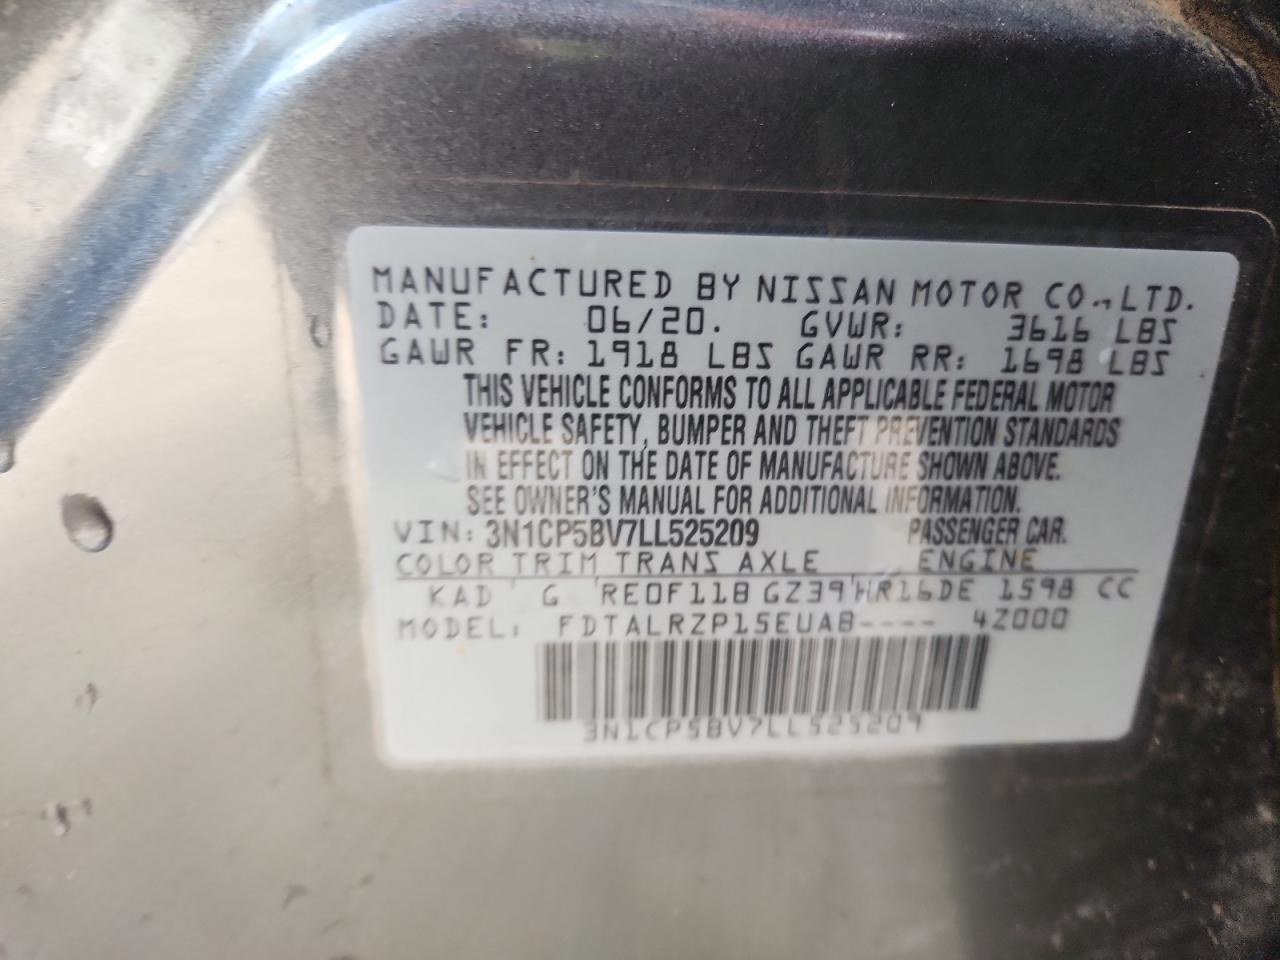 MANUFACTURED BY NISSAN MOTOR CO., LTD.
DATE: 06/20. GVWR: 3616 LBS
GAWR FR: 1918 LBS GAWR RR: 1698 LBS
THIS VEHICLE CONFORMS TO ALL APPLICABLE FEDERAL MOTOR
VEHICLE SAFETY, BUMPER AND THEFT PREVENTION STANDARDS
IN EFFECT ON THE DATE OF MANUFACTURE SHOWN ABOVE.
SEE OWNER'S MANUAL FOR ADDITIONAL INFORMATION.
VIN: 3N1CP5BV7LL525209 PASSENGER CAR.
COLOR TRIM TRANS AXLE ENGINE
KAD G RE0F11B GZ39 HR16DE 1598 CC
MODEL: FDTALRZP15EUAB---- 4Z000
3N1CP5BV7LL525209